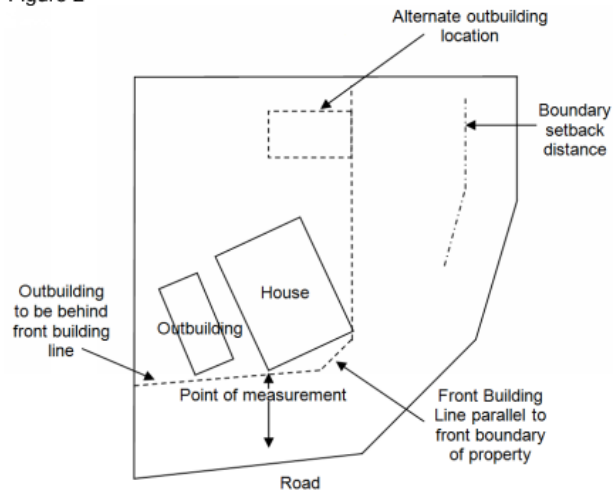 Figure 2
Alternate outbuilding
location
Boundary
setback
distance
House
Outbuilding
Outbuilding
to be behind
front building
line
Point of measurement
Front Building
Line parallel to
front boundary
of property
Road